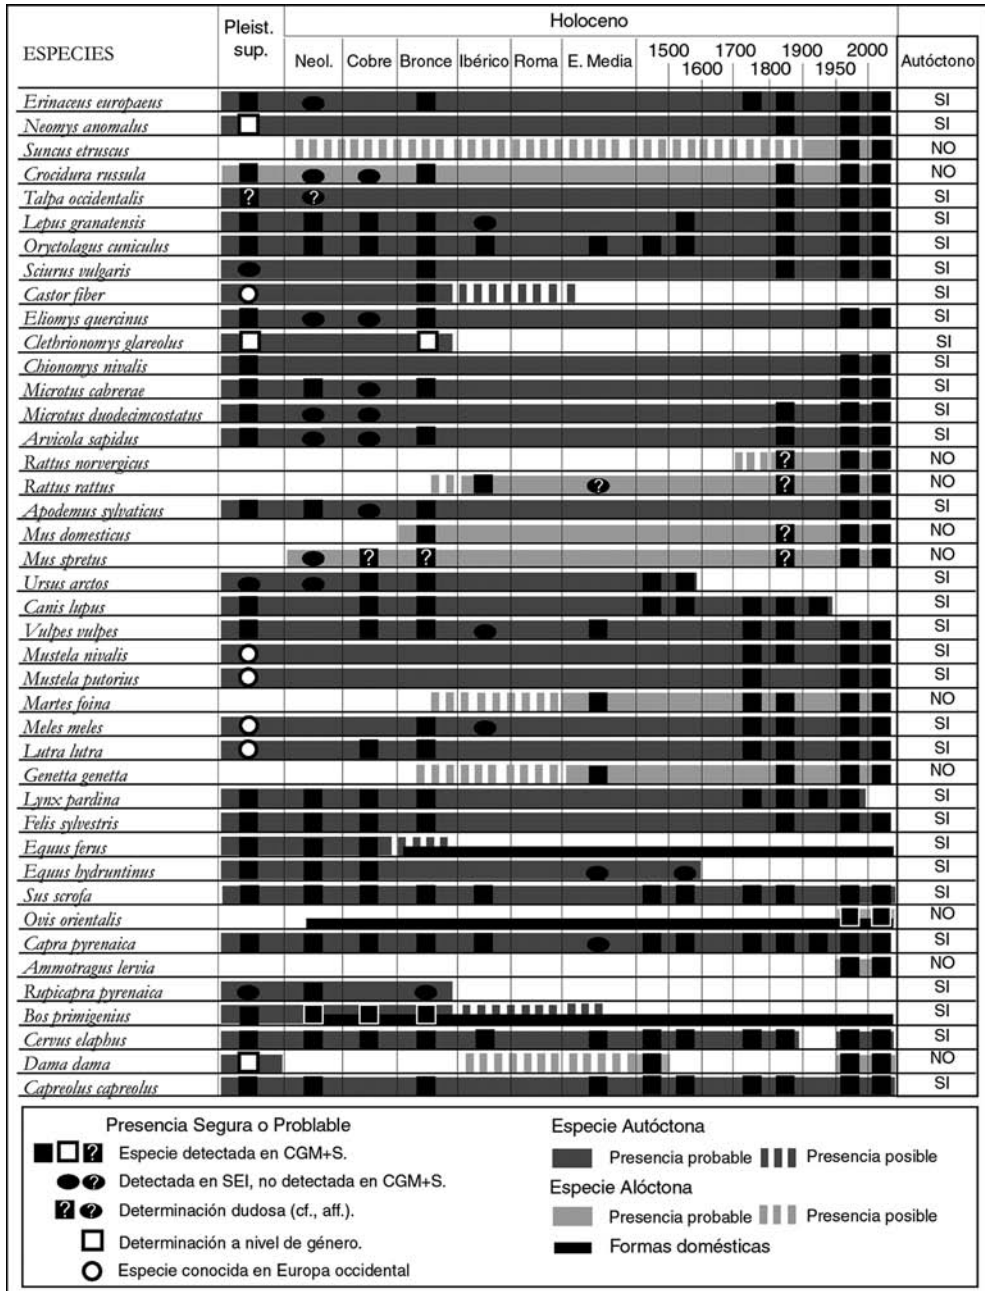 ESPECIES
Pleist. sup.
Holoceno
Neol. Cobre Bronce Ibérico Roma E. Media 1500 1600 1700 1800 1900 1950 2000
Autóctono
Erinaceus europaeus SI
Neomys anomalus SI
Suncus etruscus NO
Crocidura russula NO
Talpa occidentalis ? ? SI
Lepus granatensis SI
Oryctolagus cuniculus SI
Sciurus vulgaris SI
Castor fiber SI
Eliomys quercinus SI
Clethrionomys glareolus SI
Chionomys nivalis SI
Microtus cabrerae SI
Microtus duodecimcostatus SI
Arvicola sapidus SI
Rattus norvergicus ? NO
Rattus rattus ? ? NO
Apodemus sylvaticus SI
Mus domesticus ? NO
Mus spretus ? ? ? NO
Ursus arctos SI
Canis lupus SI
Vulpes vulpes SI
Mustela nivalis SI
Mustela putorius SI
Martes foina NO
Meles meles SI
Lutra lutra SI
Genetta genetta NO
Lynx pardina SI
Felis sylvestris SI
Equus ferus SI
Equus hydruntinus SI
Sus scrofa SI
Ovis orientalis NO
Capra pyrenaica SI
Ammotragus lervia NO
Rupicapra pyrenaica SI
Bos primigenius SI
Cervus elaphus SI
Dama dama NO
Capreolus capreolus SI
Presencia Segura o Problable
? Especie detectada en CGM+S.
? Detectada en SEI, no detectada en CGM+S.
? ? Determinación dudosa (cf., aff.).
Determinación a nivel de género.
Especie conocida en Europa occidental
Especie Autóctona
Presencia probable Presencia posible
Especie Alóctona
Presencia probable Presencia posible
Formas domésticas